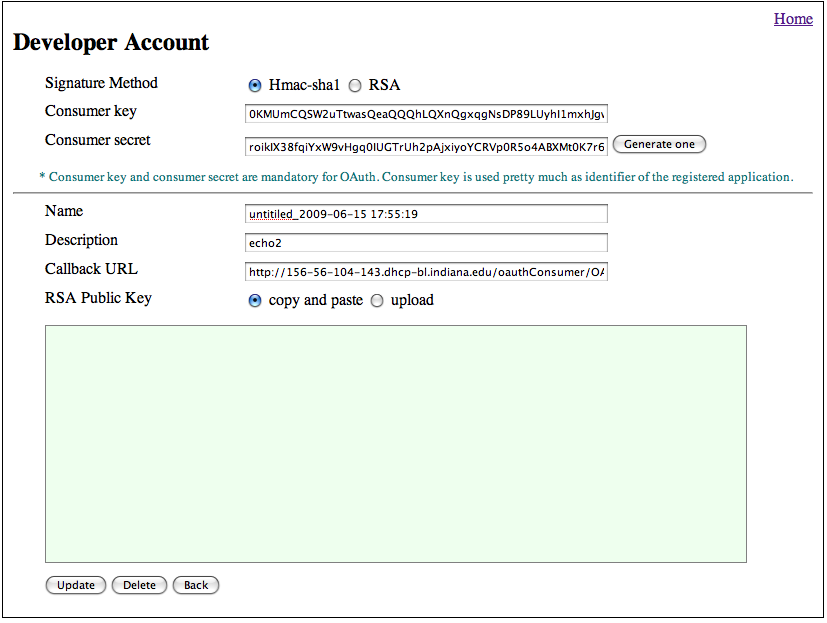 Home
Developer Account
Signature Method Hmac-sha1 RSA
Consumer key 0KMUmCQSW2uTtwasQeaQQQhLQXnQgxqgNsDP89LUyhI1mxhJgv
Consumer secret roikIX38fqiYxW9vHgq0IUGTrUh2pAjxiyoYCRVp0R5o4ABXMt0K7r6 Generate one
* Consumer key and consumer secret are mandatory for OAuth. Consumer key is used pretty much as identifier of the registered application.
Name untitiled_2009-06-15 17:55:19
Description echo2
Callback URL http://156-56-104-143.dhcp-bl.indiana.edu/oauthConsumer/OA
RSA Public Key copy and paste upload
Update Delete Back